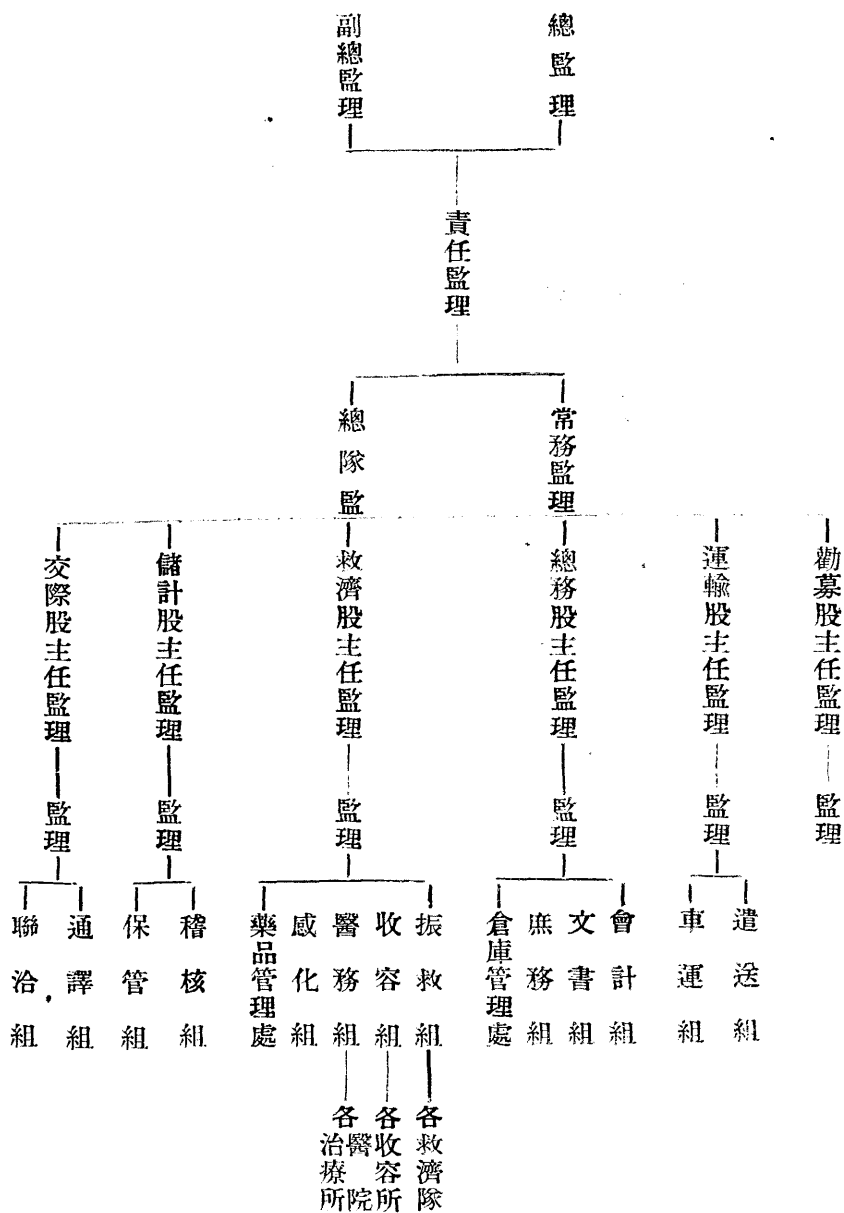 總監理
副總監理
責任監理
常務監理
總隊監
勸募股主任監理
運輸股主任監理
總務股主任監理
救濟股主任監理
儲計股主任監理
交際股主任監理
監理
監理
監理
監理
監理
監理
遣送組
車運組
會計組
文書組
庶務組
倉庫管理處
振救組
收容組
醫務組
感化組
藥品管理處
稽核組
保管組
通譯組
聯洽組
各救濟隊
各收容所
各醫院
治療所